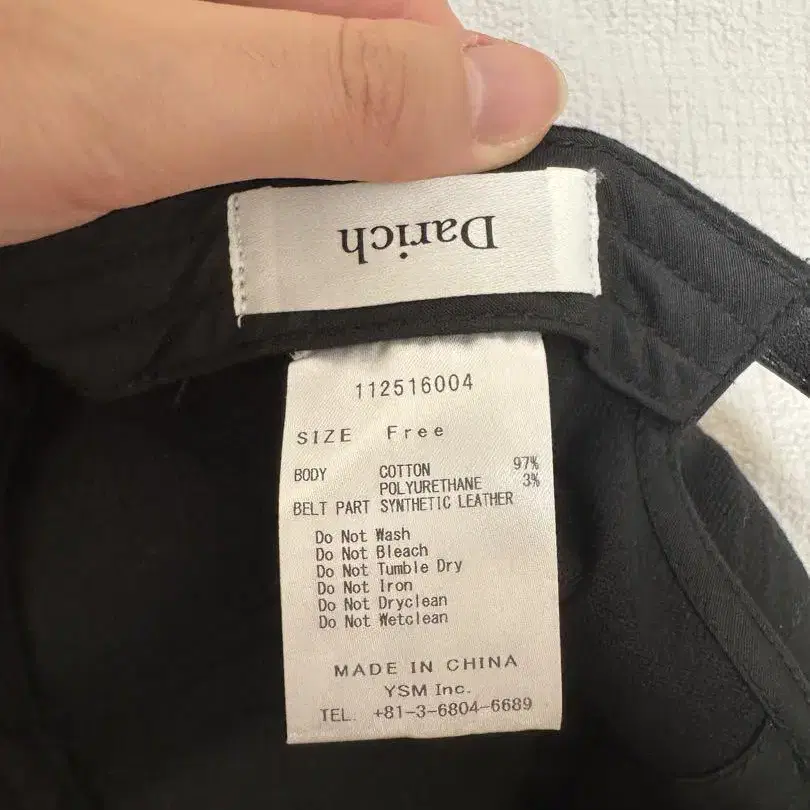 Darich
112516004
SIZE Free
BODY COTTON 97%
POLYURETHANE 3%
BELT PART SYNTHETIC LEATHER
Do Not Wash
Do Not Bleach
Do Not Tumble Dry
Do Not Iron
Do Not Dryclean
Do Not Wetclean
MADE IN CHINA
YSM Inc.
TEL. +81-3-6804-6689